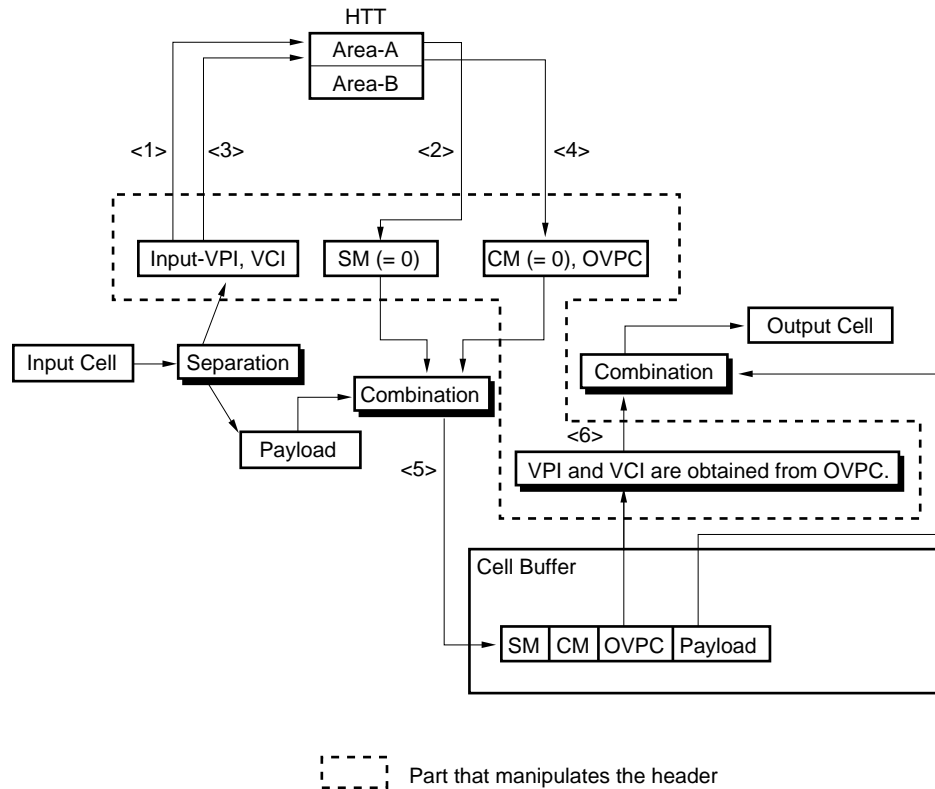 HTT
Area-A
Area-B
<1>
<3>
<2>
<4>
Input-VPI, VCI
SM (= 0)
CM (= 0), OVPC
Output Cell
Input Cell
Separation
Combination
Combination
Payload
<6>
<5>
VPI and VCI are obtained from OVPC.
Cell Buffer
SM CM OVPC Payload
Part that manipulates the header